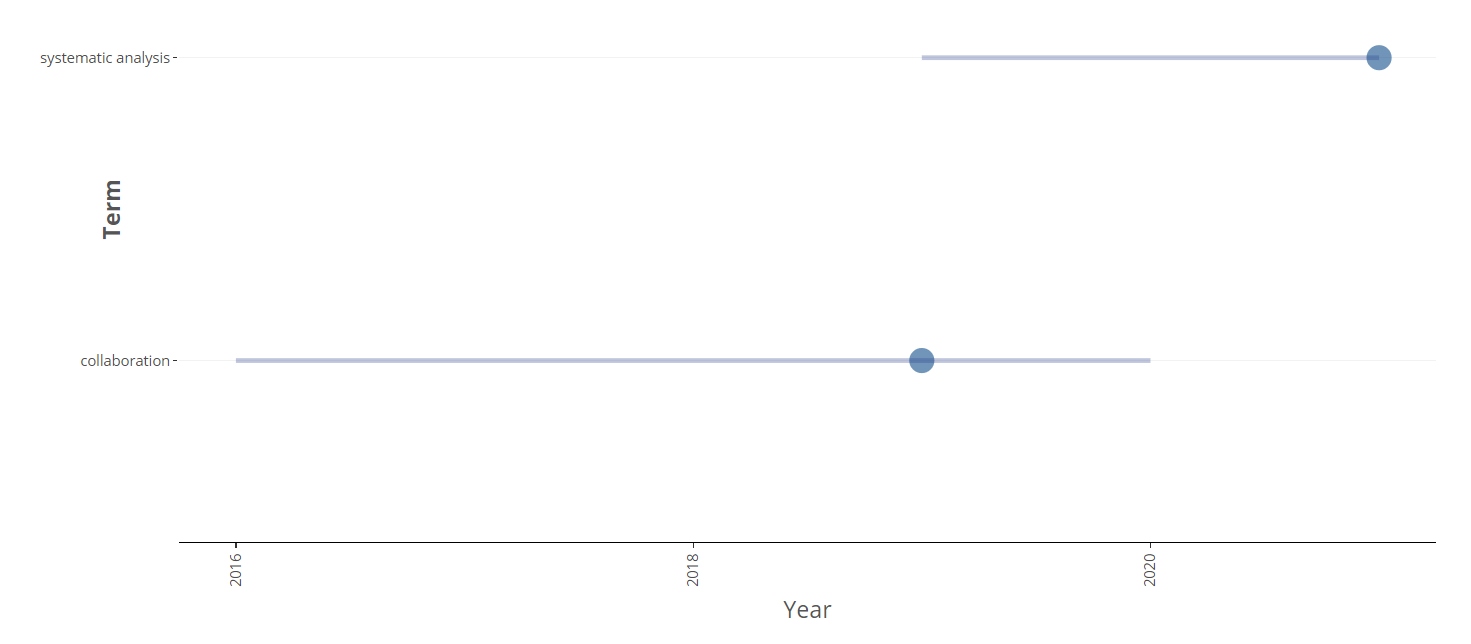 systematic analysis
Term
collaboration
2016
2018
2020
Year